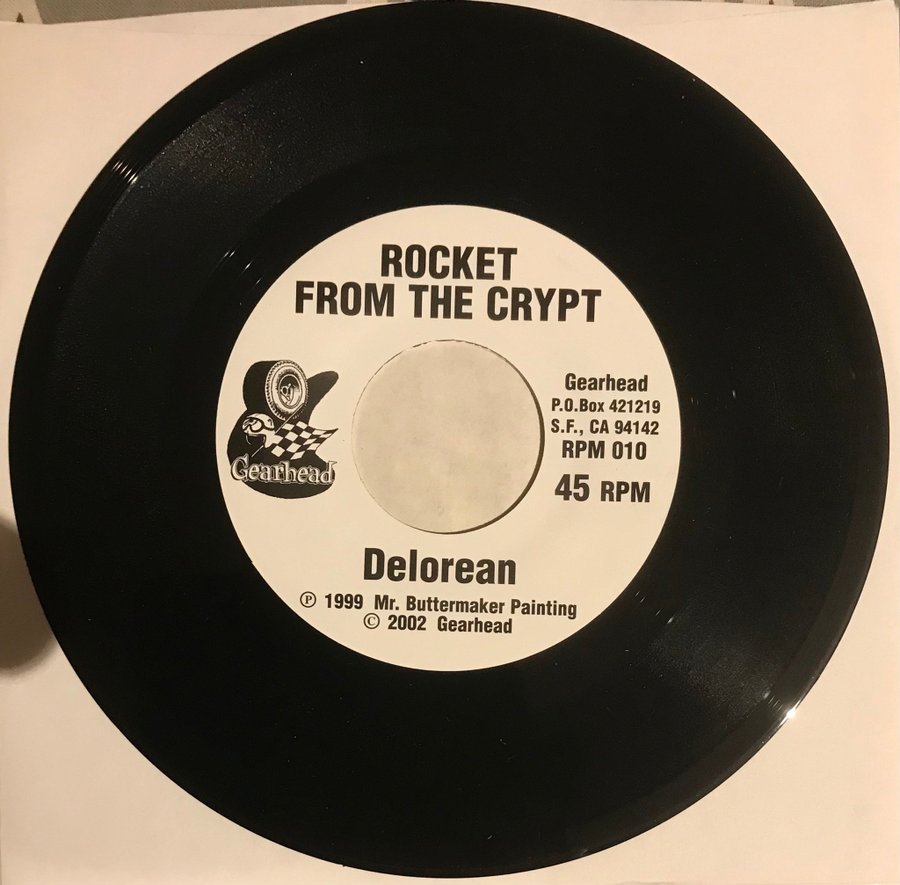 ROCKET
FROM THE CRYPT
Gearhead
P.O.Box 421219
S.F., CA 94142
RPM 010
45 RPM
Gearhead
Delorean
℗ 1999 Mr. Buttermaker Painting
© 2002 Gearhead